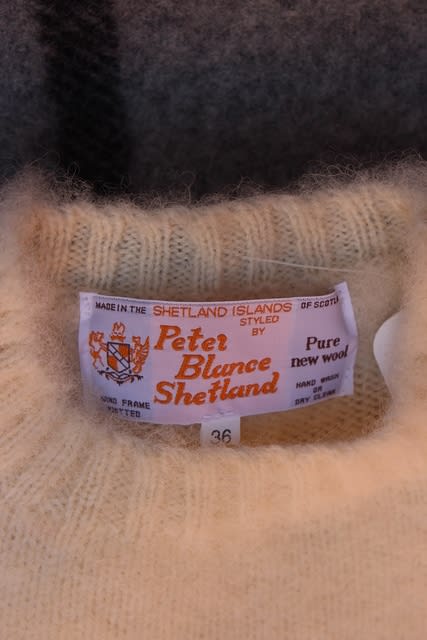 MADE IN THE SHETLAND ISLANDS OF SCOTLA
STYLED
BY
Peter
Blance
Shetland
Pure
new wool
HAND FRAME
KNITTED
HAND WASH
OR
DRY CLEAN
36